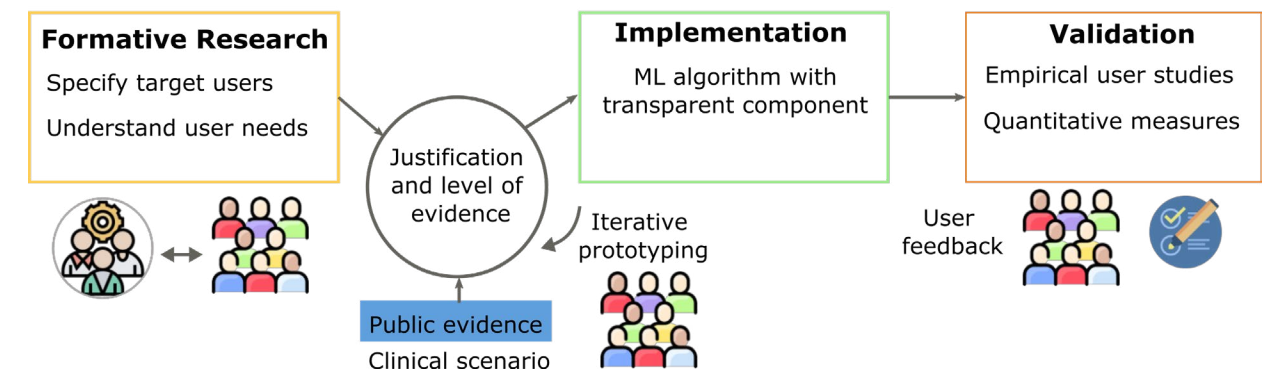 Formative Research
Specify target users
Understand user needs
Justification
and level of
evidence
Public evidence
Clinical scenario
Iterative
prototyping
Implementation
ML algorithm with
transparent component
Validation
Empirical user studies
Quantitative measures
User
feedback